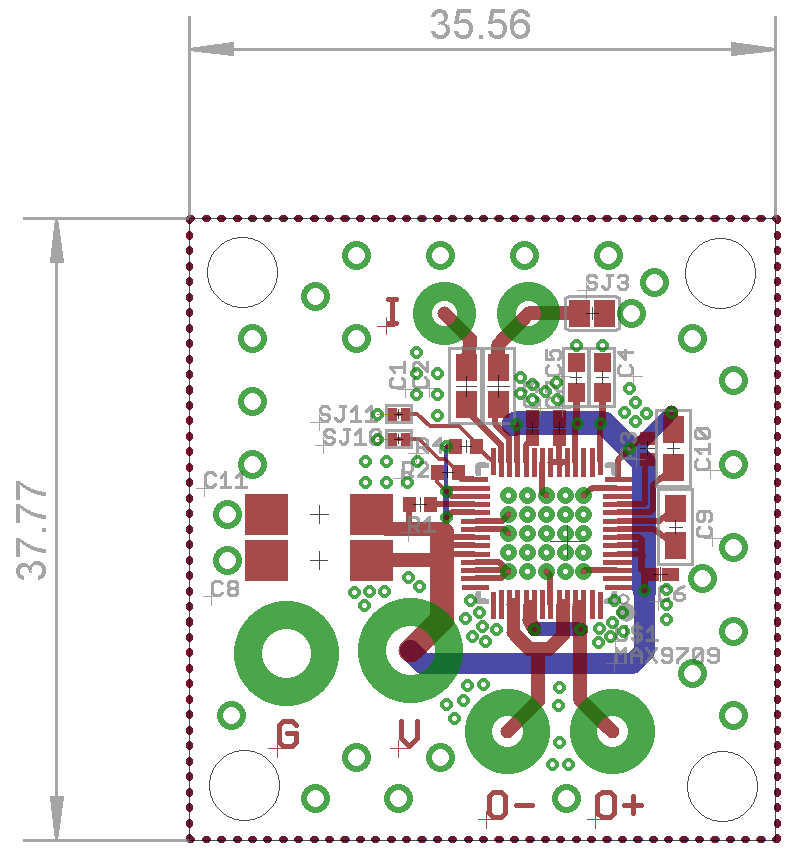 35.56
37.77
SJ3
I
C1
C2
C5
C4
SJ11
SJ10
R4
R2
R1
C3
C10
C11
C9
C8
C6
U$1
MAX9709
G
V
O-
O+